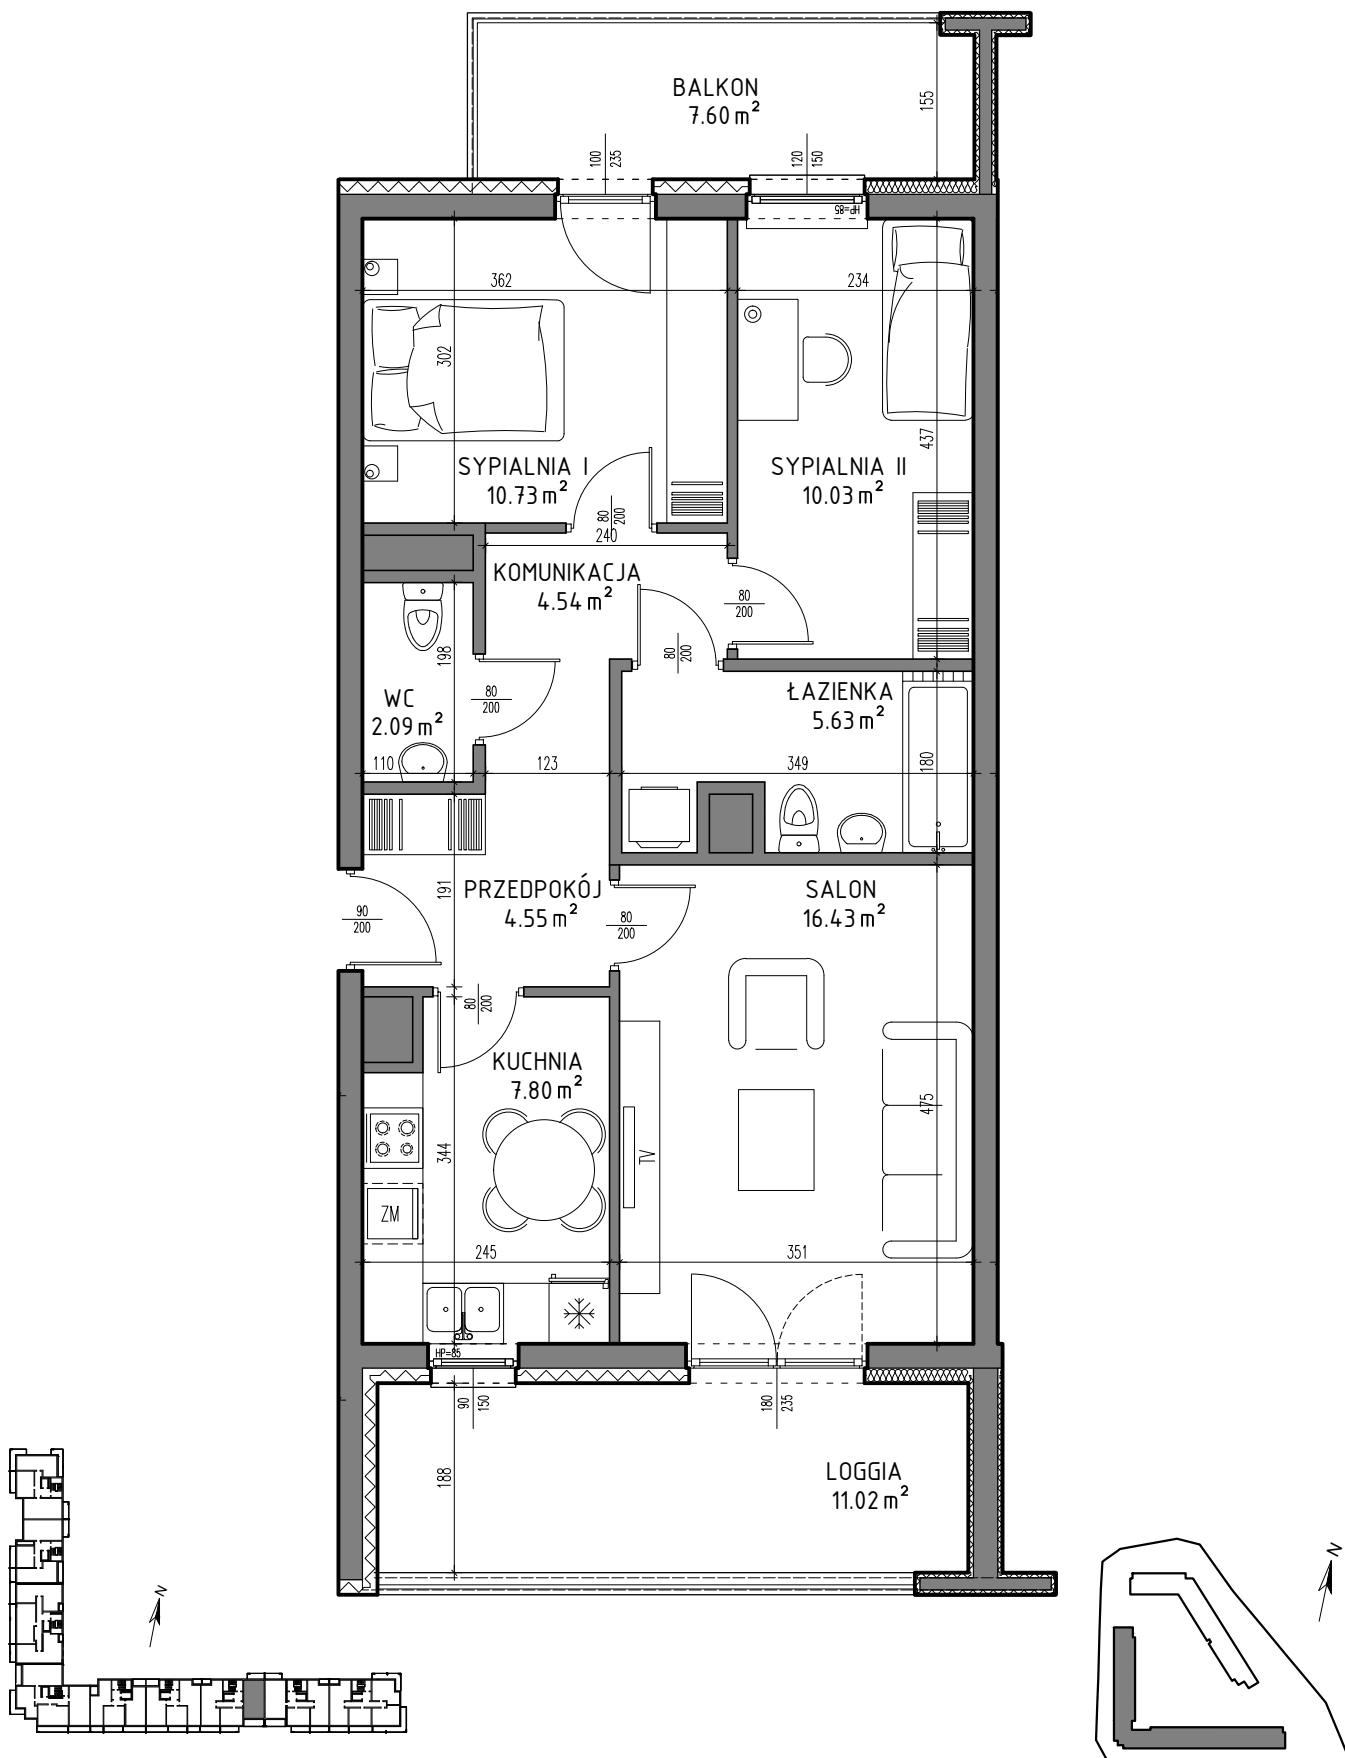 BALKON
7.60 m²
155
100
235
120
150
HP=85
362
234
302
437
SYPIALNIA I
10.73 m²
SYPIALNIA II
10.03 m²
80
200
240
KOMUNIKACJA
4.54 m²
80
200
80
200
198
WC
2.09 m²
80
200
ŁAZIENKA
5.63 m²
110
123
349
180
191
PRZEDPOKÓJ
4.55 m²
SALON
16.43 m²
90
200
80
200
80
200
KUCHNIA
7.80 m²
475
344
TV
ZM
245
351
HP=85
90
150
180
235
188
LOGGIA
11.02 m²
N
N